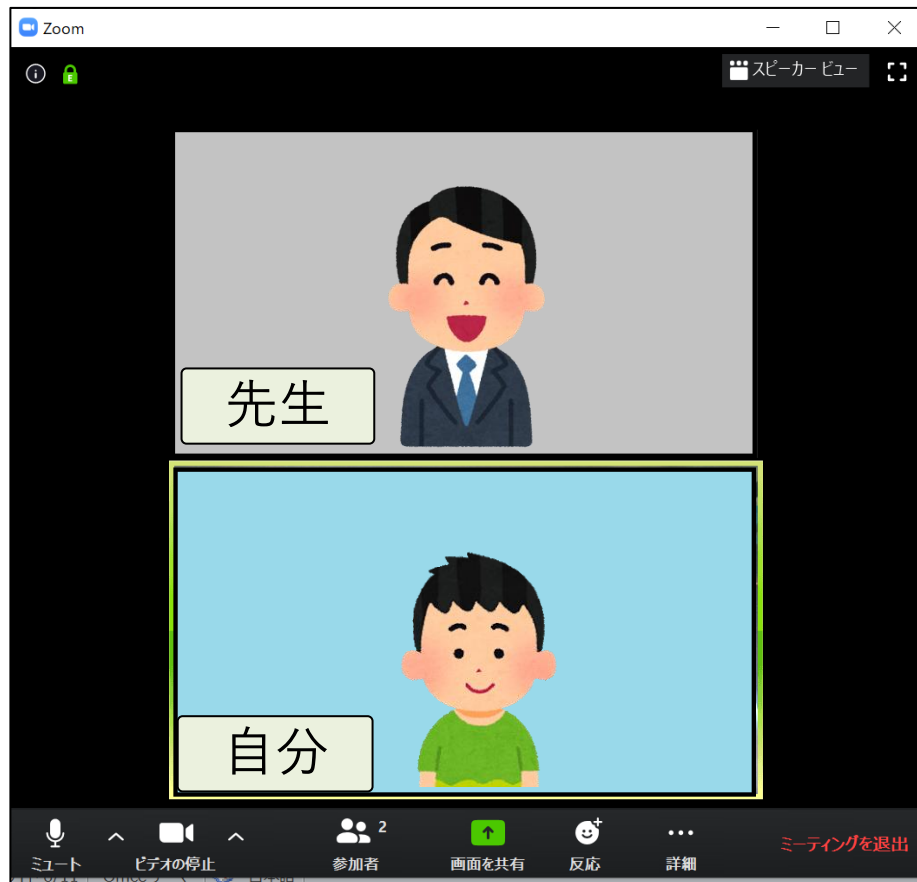 Zoom
スピーカー ビュー
先生
自分
2
ミュート
ビデオの停止
参加者
画面を共有
反応
詳細
ミーティングを退出